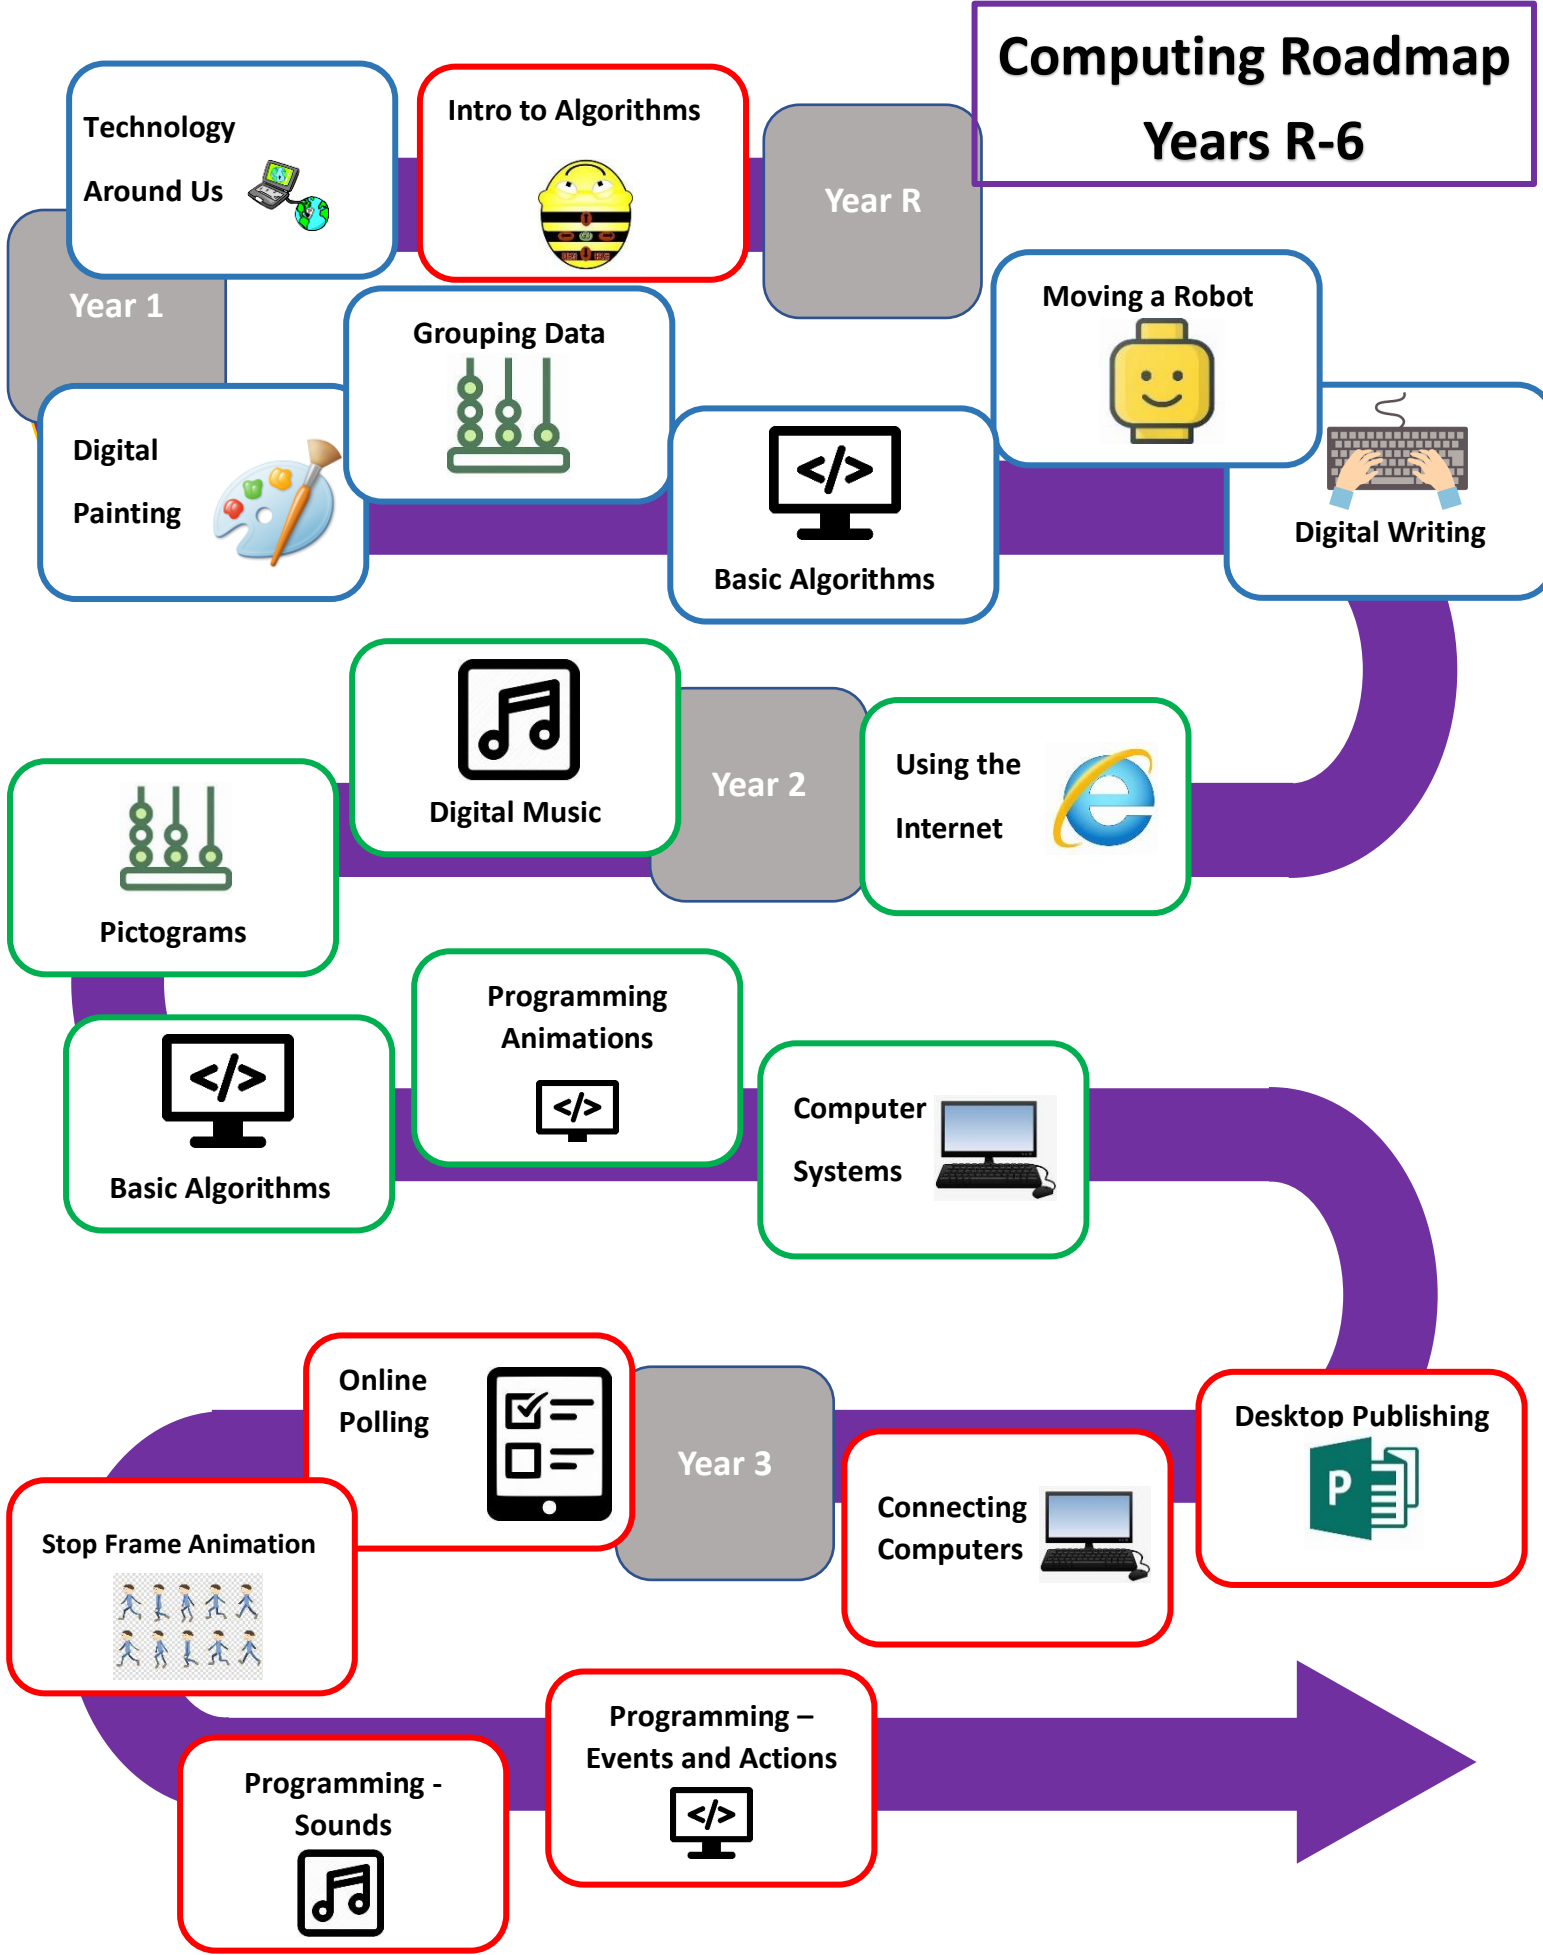 Computing Roadmap
Years R-6
Year R
Intro to Algorithms
Technology
Around Us
Year 1
Digital
Painting
Grouping Data
</>
Basic Algorithms
Moving a Robot
Digital Writing
Using the
Internet
Year 2
Digital Music
Pictograms
</>
Basic Algorithms
Programming
Animations
</>
Computer
Systems
Desktop Publishing
P
Connecting
Computers
Year 3
Online
Polling
Stop Frame Animation
Programming -
Sounds
Programming –
Events and Actions
</>